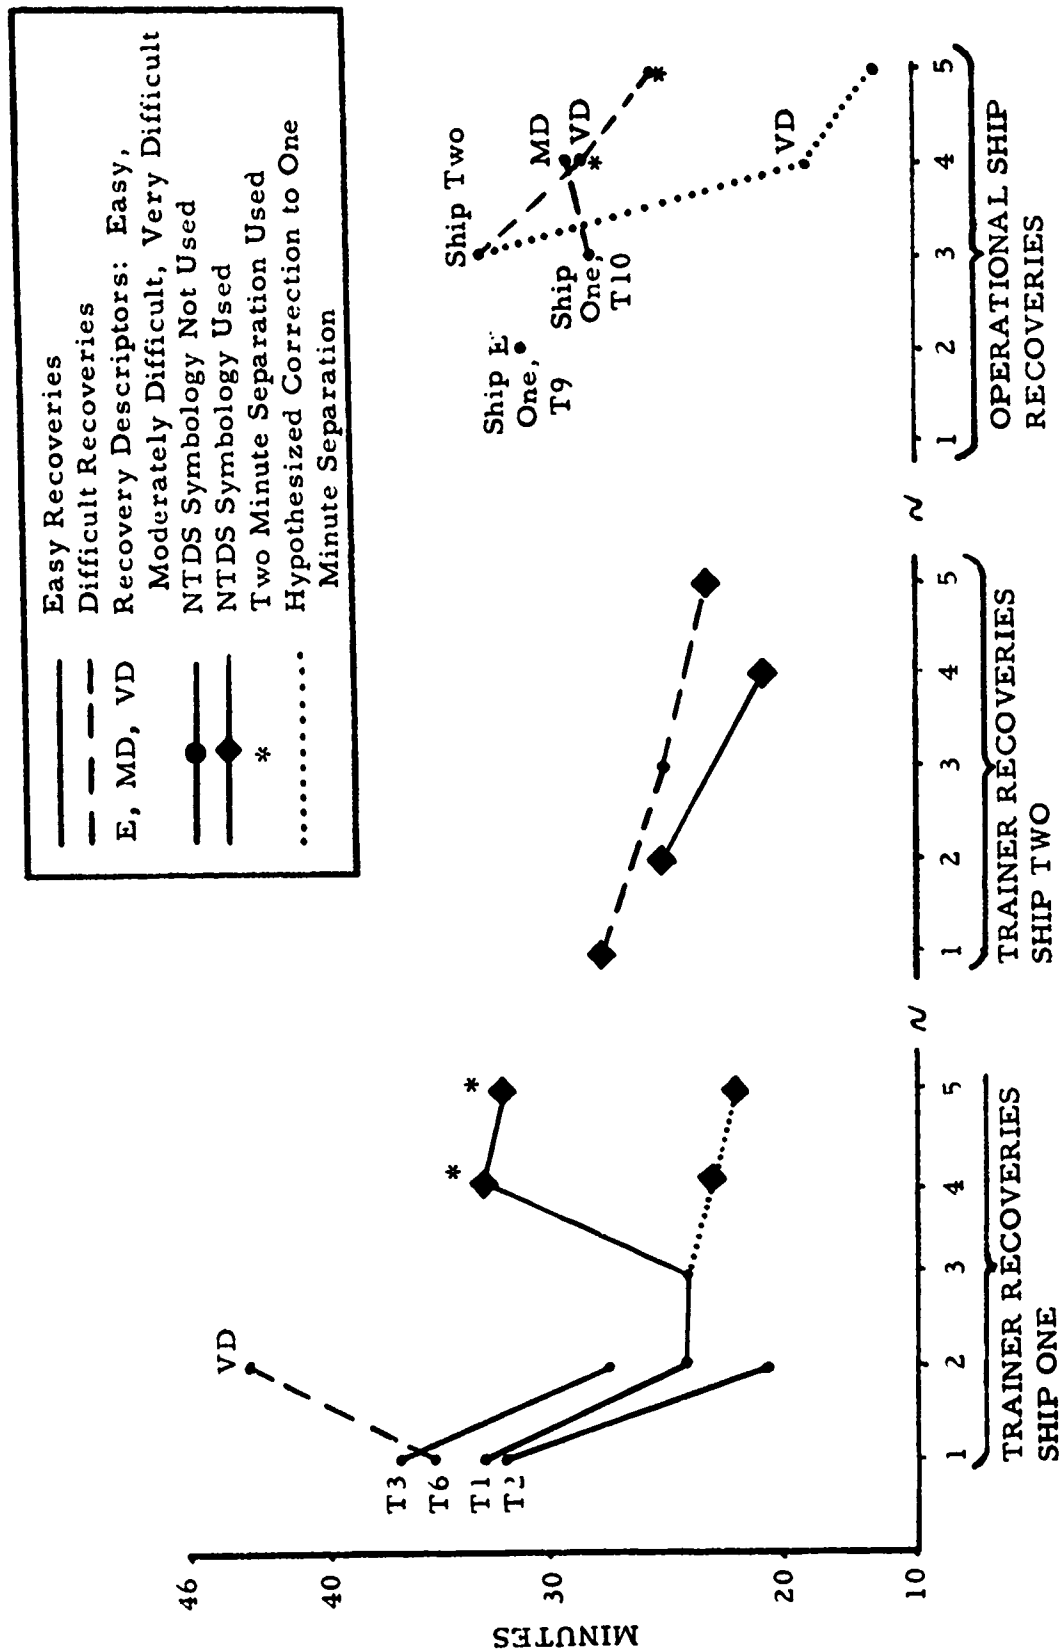 Easy Recoveries
Difficult Recoveries
E, MD, VD Recovery Descriptors: Easy,
Moderately Difficult, Very Difficult
NTDS Symbology Not Used
NTDS Symbology Used
* Two Minute Separation Used
Hypothesized Correction to One
Minute Separation
MINUTES
46
40
30
20
10
T3
T6
T1
T2
VD
*
*
1 2 3 4 5
TRAINER RECOVERIES
SHIP ONE
~
1 2 3 4 5
TRAINER RECOVERIES
SHIP TWO
~
Ship E
One,
T9
Ship Two
Ship
One,
T10
MD
VD
*
*
VD
1 2 3 4 5
OPERATIONAL SHIP
RECOVERIES